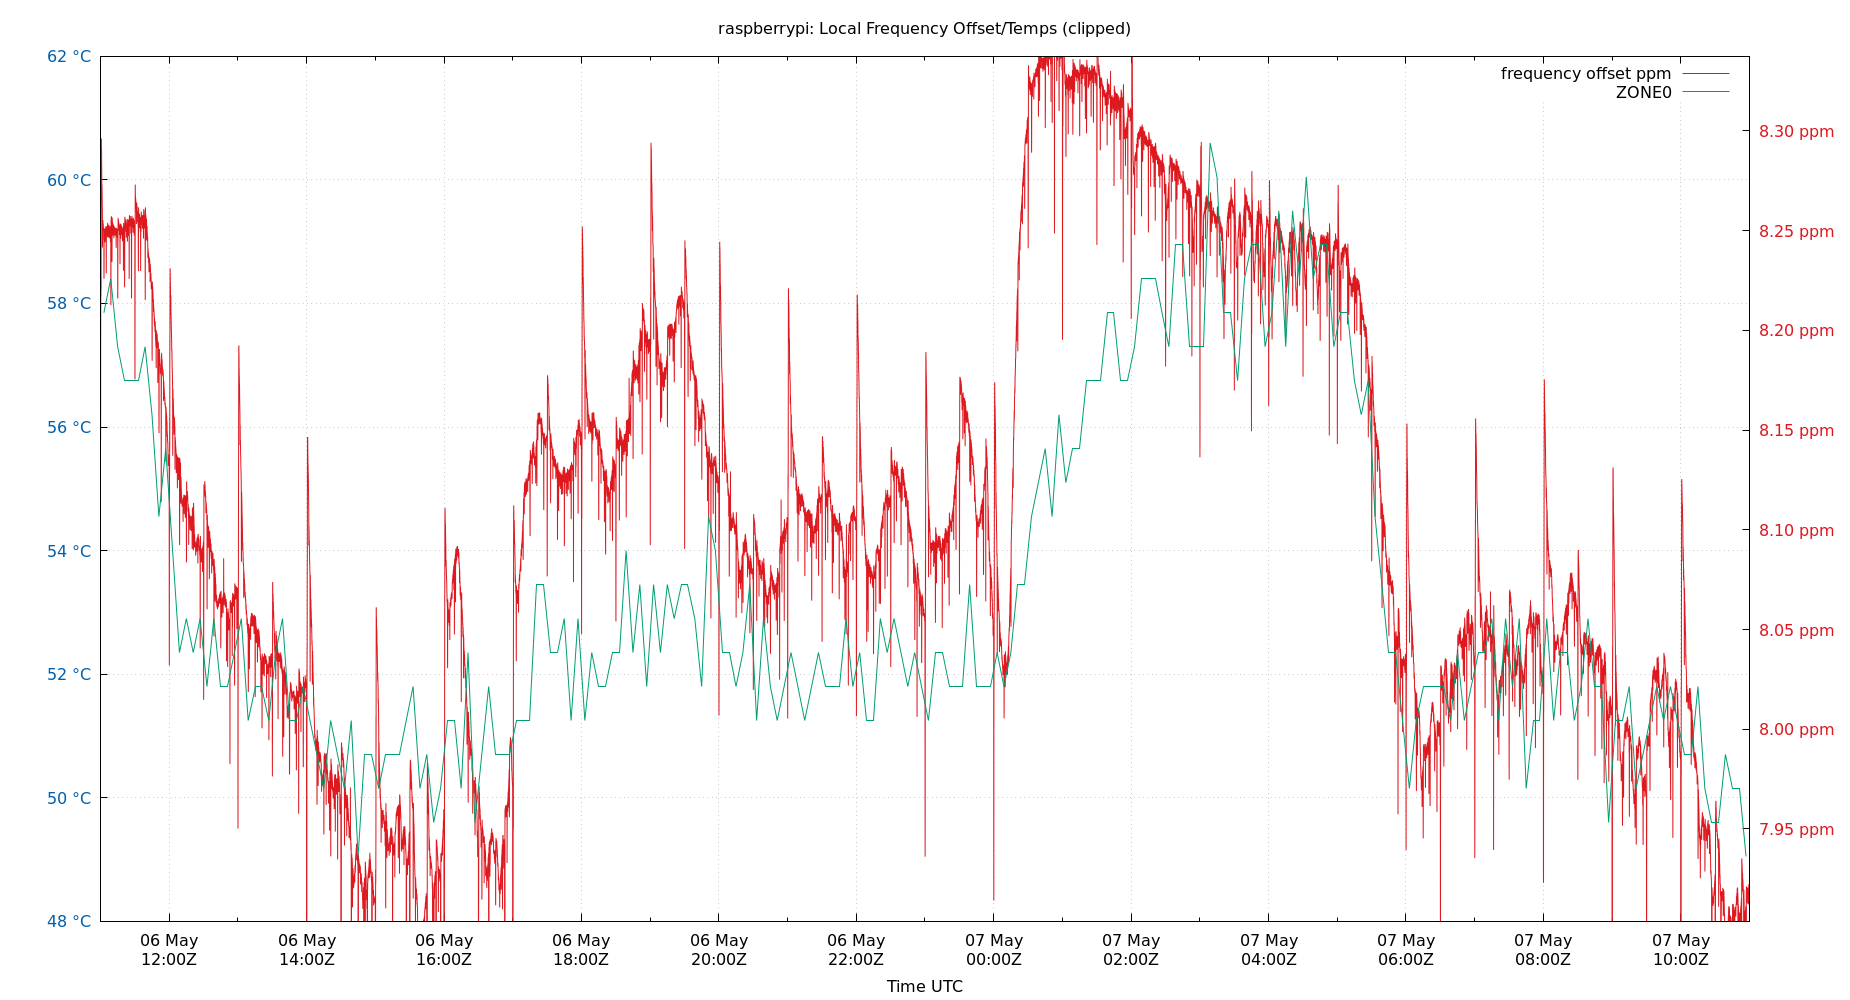 raspberrypi: Local Frequency Offset/Temps (clipped)
frequency offset ppm
ZONE0
62 °C
60 °C
58 °C
56 °C
54 °C
52 °C
50 °C
48 °C
8.30 ppm
8.25 ppm
8.20 ppm
8.15 ppm
8.10 ppm
8.05 ppm
8.00 ppm
7.95 ppm
06 May
12:00Z
06 May
14:00Z
06 May
16:00Z
06 May
18:00Z
06 May
20:00Z
06 May
22:00Z
07 May
00:00Z
07 May
02:00Z
07 May
04:00Z
07 May
06:00Z
07 May
08:00Z
07 May
10:00Z
Time UTC